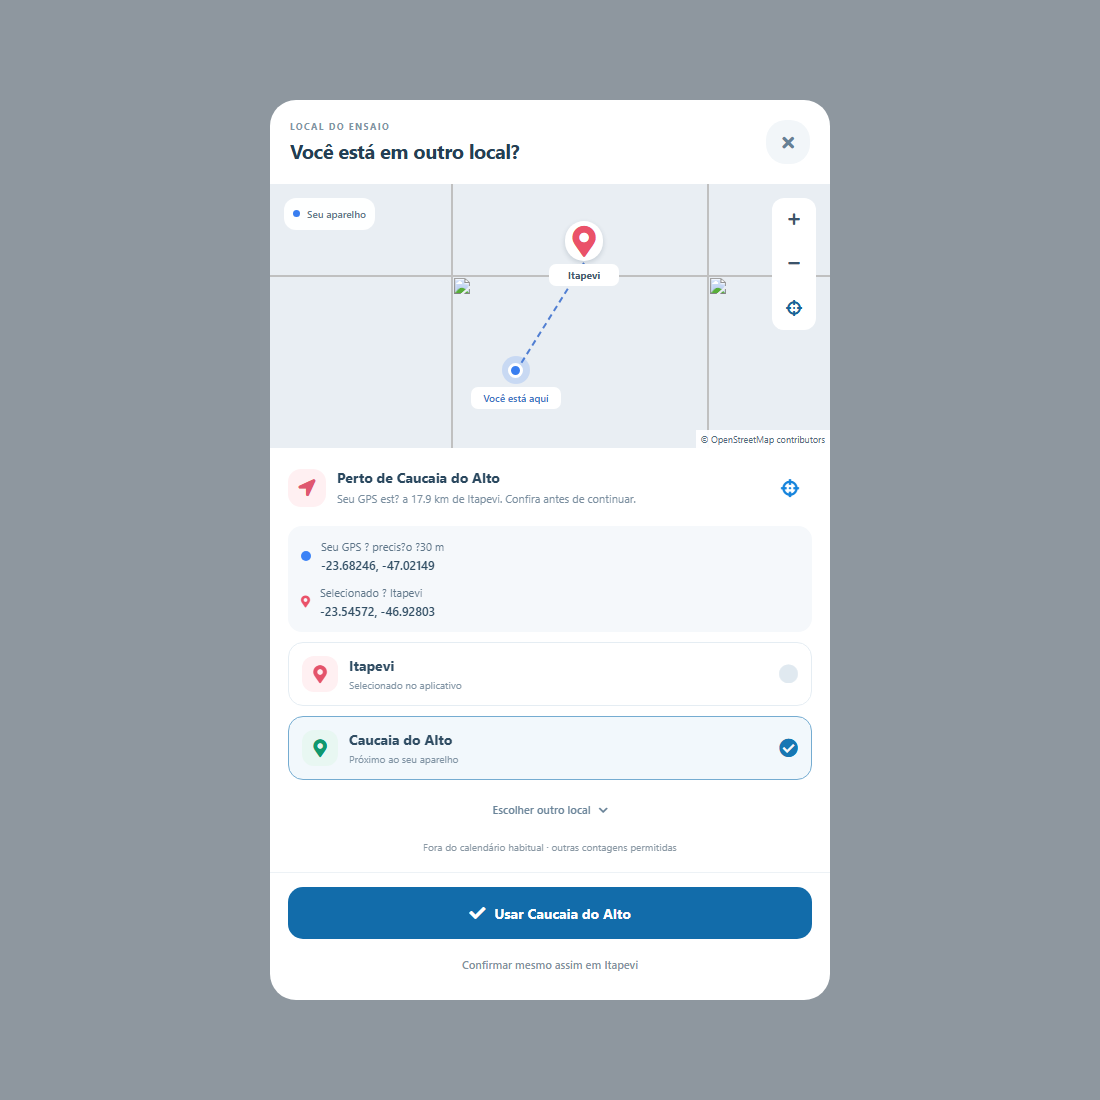 LOCAL DO ENSAIO
Você está em outro local?
Seu aparelho
Itapevi
Você está aqui
© OpenStreetMap contributors
Perto de Caucaia do Alto
Seu GPS est? a 17.9 km de Itapevi. Confira antes de continuar.
Seu GPS ? precis?o ?30 m
-23.68246, -47.02149
Selecionado ? Itapevi
-23.54572, -46.92803
Itapevi
Selecionado no aplicativo
Caucaia do Alto
Próximo ao seu aparelho
Escolher outro local
Fora do calendário habitual · outras contagens permitidas
Usar Caucaia do Alto
Confirmar mesmo assim em Itapevi